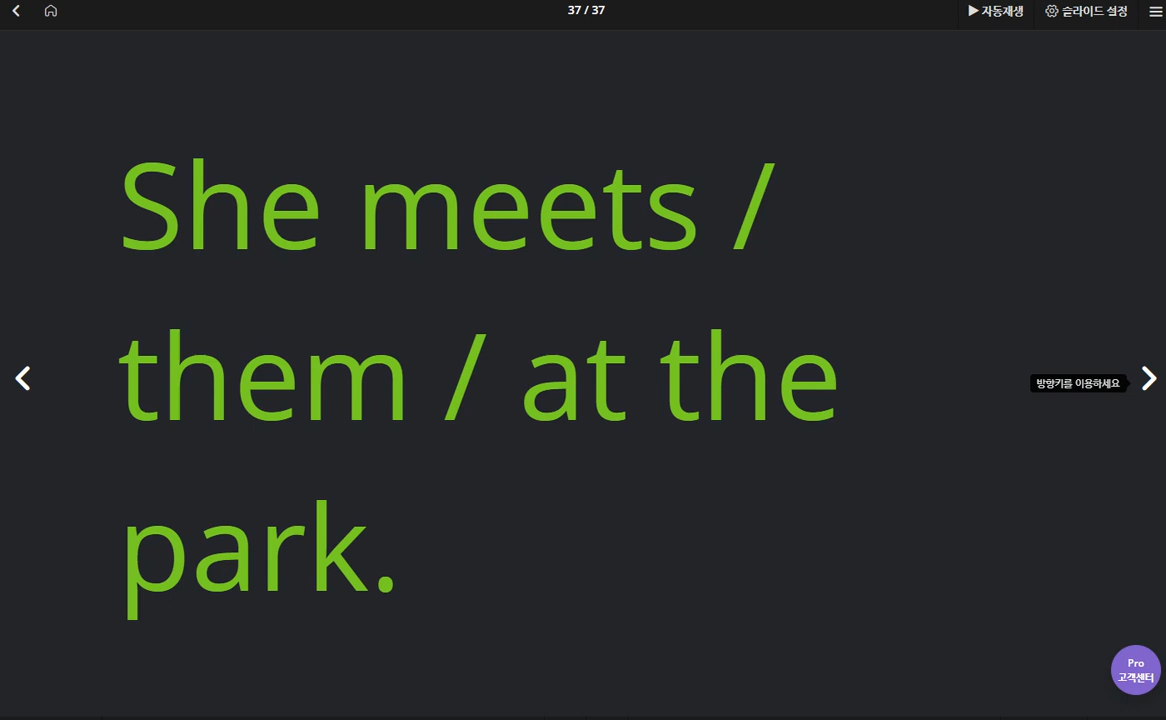 37 / 37
▶ 자동재생
슬라이드 설정
She meets /
them / at the
방향키를 이용하세요
park.
Pro
고객센터